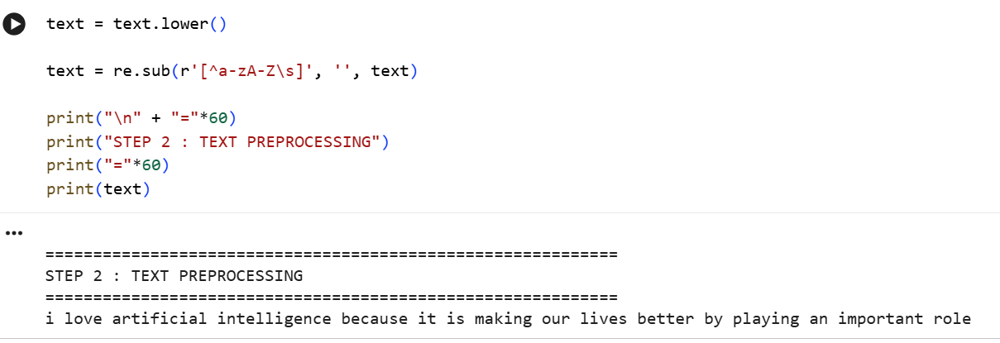 text = text.lower()
text = re.sub(r'[^a-zA-Z\s]', '', text)
print("\n" + "="*60)
print("STEP 2 : TEXT PREPROCESSING")
print("="*60)
print(text)
============================================================
STEP 2 : TEXT PREPROCESSING
============================================================
i love artificial intelligence because it is making our lives better by playing an important role